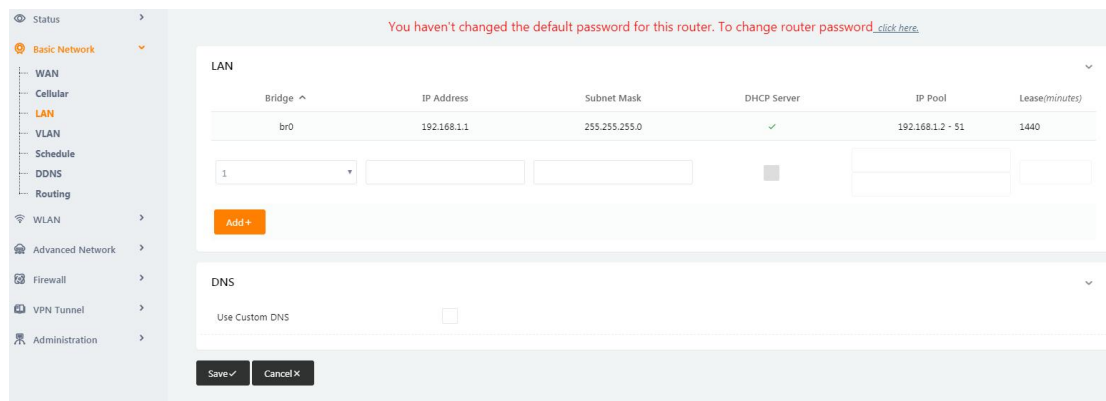 Status
You haven't changed the default password for this router. To change router password click here.
Basic Network
WAN
Cellular
LAN
VLAN
Schedule
DDNS
Routing
WLAN
Advanced Network
Firewall
VPN Tunnel
Administration
LAN
Bridge IP Address Subnet Mask DHCP Server IP Pool Lease(minutes)
br0 192.168.1.1 255.255.255.0 192.168.1.2 - 51 1440
1
Add+
DNS
Use Custom DNS
Save Cancel